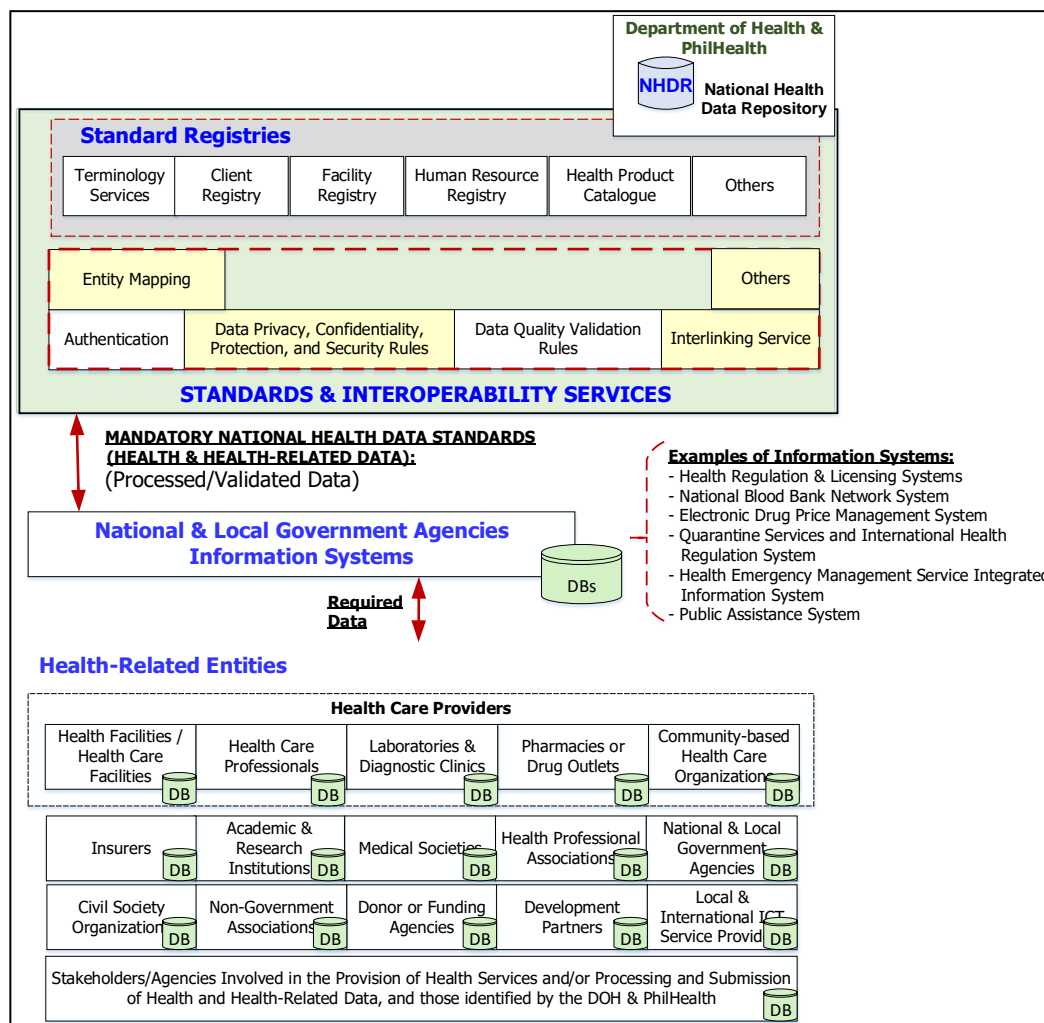 Department of Health &
PhilHealth
NHDR
National Health
Data Repository
Standard Registries
Terminology
Services
Client
Registry
Facility
Registry
Human Resource
Registry
Health Product
Catalogue
Others
Entity Mapping
Others
Authentication
Data Privacy, Confidentiality,
Protection, and Security Rules
Data Quality Validation
Rules
Interlinking Service
STANDARDS & INTEROPERABILITY SERVICES
MANDATORY NATIONAL HEALTH DATA STANDARDS
(HEALTH & HEALTH-RELATED DATA):
(Processed/Validated Data)
National & Local Government Agencies
Information Systems
DBs
Examples of Information Systems:
- Health Regulation & Licensing Systems
- National Blood Bank Network System
- Electronic Drug Price Management System
- Quarantine Services and International Health
Regulation System
- Health Emergency Management Service Integrated
Information System
- Public Assistance System
Required
Data
Health-Related Entities
Health Care Providers
Health Facilities /
Health Care
Facilities
DB
Health Care
Professionals
DB
Laboratories &
Diagnostic Clinics
DB
Pharmacies or
Drug Outlets
DB
Community-based
Health Care
Organizations
DB
Insurers
DB
Academic &
Research
Institutions
DB
Medical Societies
DB
Health Professional
Associations
DB
National & Local
Government
Agencies
DB
Civil Society
Organization
DB
Non-Government
Associations
DB
Donor or Funding
Agencies
DB
Development
Partners
DB
Local &
International ICT
Service Provid
DB
Stakeholders/Agencies Involved in the Provision of Health Services and/or Processing and Submission
of Health and Health-Related Data, and those identified by the DOH & PhilHealth
DB